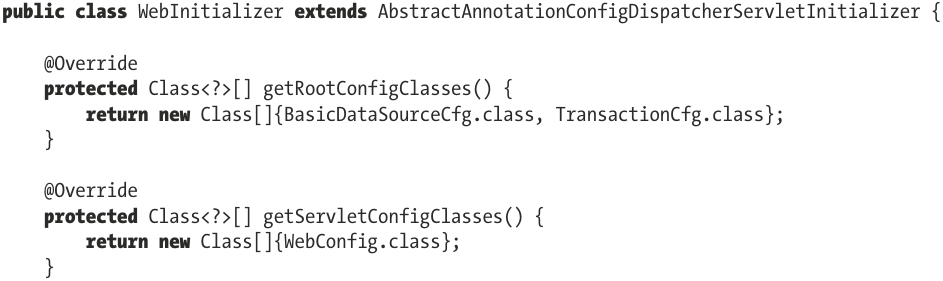 public class WebInitializer extends AbstractAnnotationConfigDispatcherServletInitializer {
@Override
protected Class<?>[] getRootConfigClasses() {
return new Class[]{BasicDataSourceCfg.class, TransactionCfg.class};
}
@Override
protected Class<?>[] getServletConfigClasses() {
return new Class[]{WebConfig.class};
}